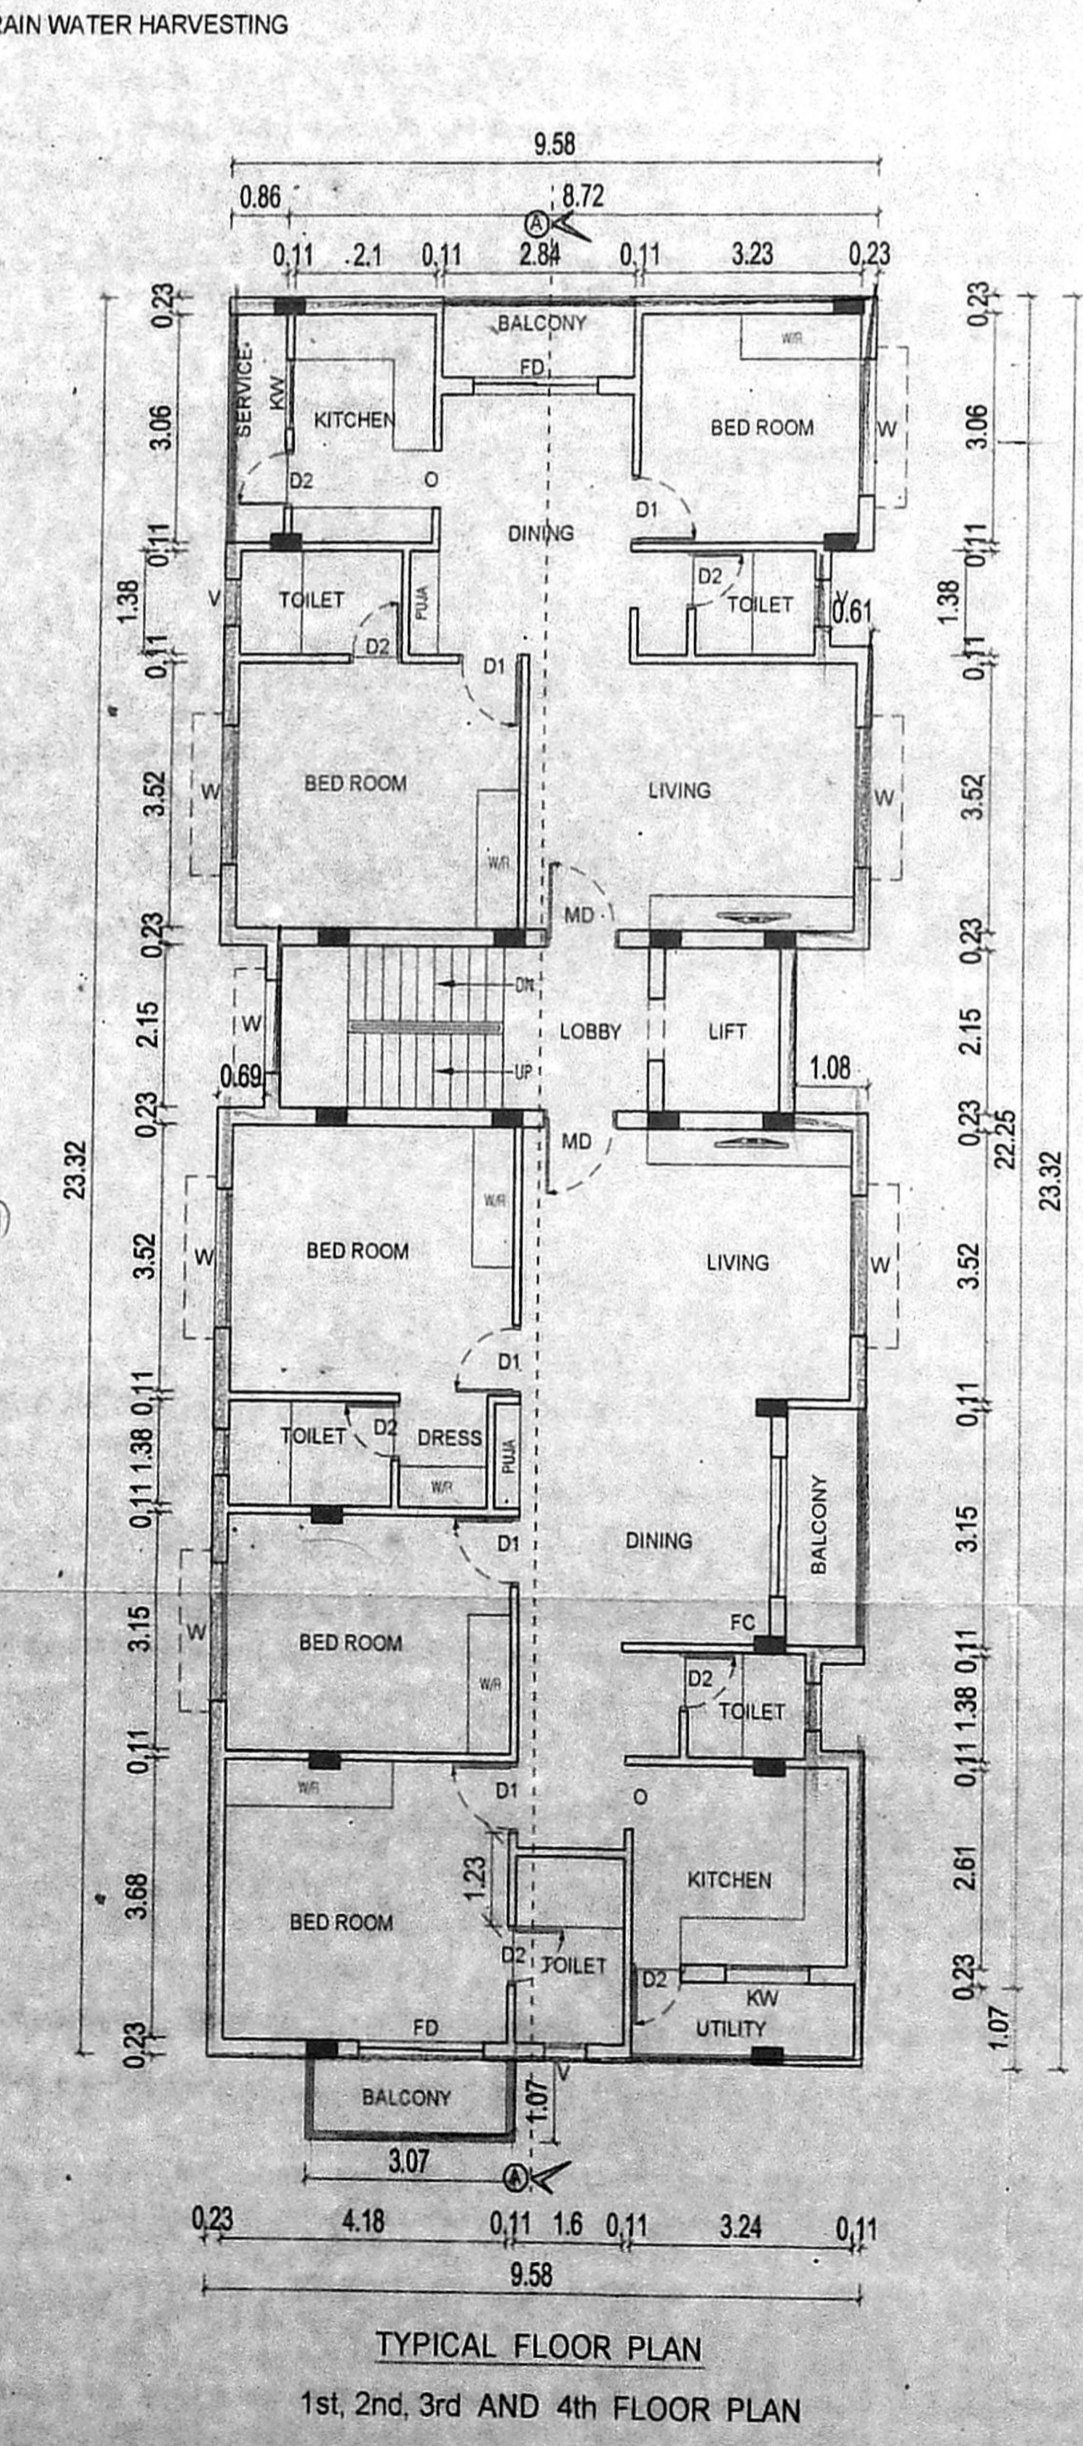 RAIN WATER HARVESTING
9.58
0.86 8.72
A
0,11 2.1 0,11 2.84 0,11 3.23 0,23
0,23 0,23
BALCONY
W/R
FD
SERVICE
KW
KITCHEN
BED ROOM
W
3.06 3.06
D2 O
D1
DINING
0,11 0,11
1.38 1.38
V TOILET PUJA
D2 TOILET V
0.61
D2
0,11 D1 0,11
BED ROOM
LIVING
W W
3.52 3.52
W/R
MD
0,23 0,23
DN
W
LOBBY LIFT
2.15 2.15
UP
0.69 1.08
0,23 0,23
MD
22.25
23.32 23.32
W/R
BED ROOM
LIVING
W W
3.52 3.52
D1
0,11 0,11
TOILET D2 DRESS
PUJA
1.38
W/R
0,11
D1
DINING
BALCONY
3.15
W
BED ROOM
3.15
FC
W/R
0,11
D2
TOILET
1.38
0,11 0,11
W/R
D1
O
1.23
KITCHEN
2.61
3.68
BED ROOM
D2 TOILET
D2
0,23
KW
FD
UTILITY
1.07
0,23
V
BALCONY
1.07
3.07
A
0,23 4.18 0,11 1.6 0,11 3.24 0,11
9.58
TYPICAL FLOOR PLAN
1st, 2nd, 3rd AND 4th FLOOR PLAN